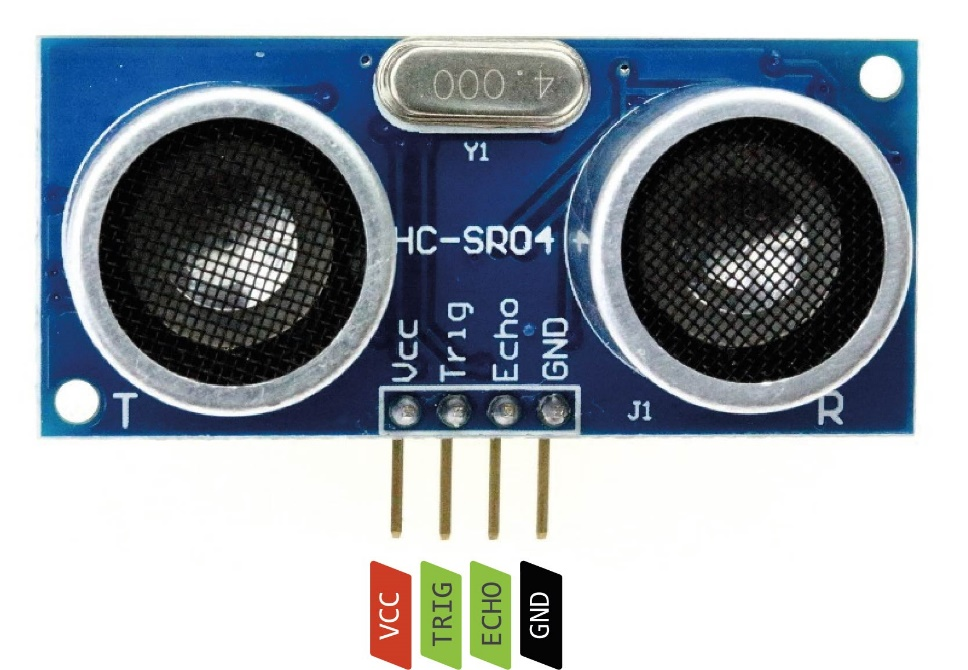 4.000
Y1
HC-SR04
Vcc
Trig
Echo
GND
T
J1
R
VCC
TRIG
ECHO
GND